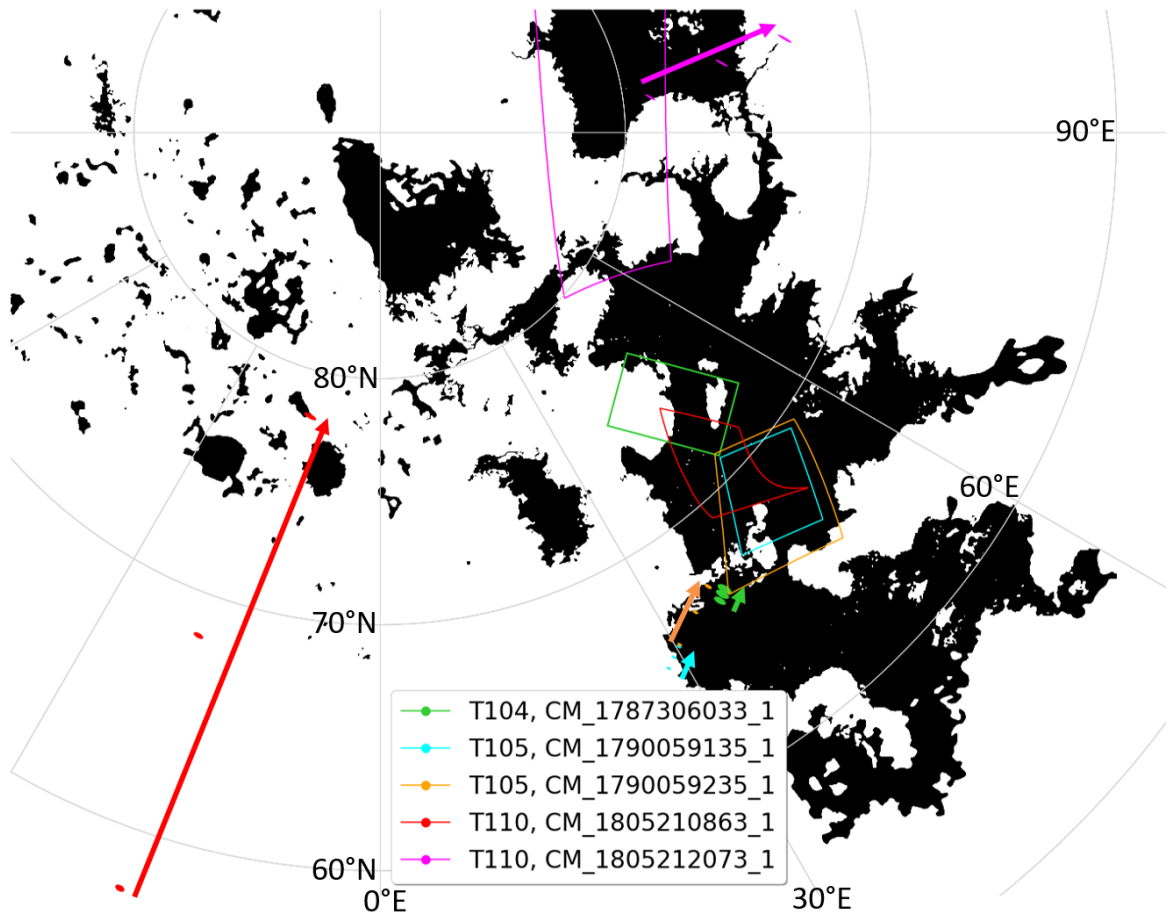 90°E
80°N
60°E
70°N
T104, CM_1787306033_1
T105, CM_1790059135_1
T105, CM_1790059235_1
T110, CM_1805210863_1
T110, CM_1805212073_1
60°N
0°E
30°E